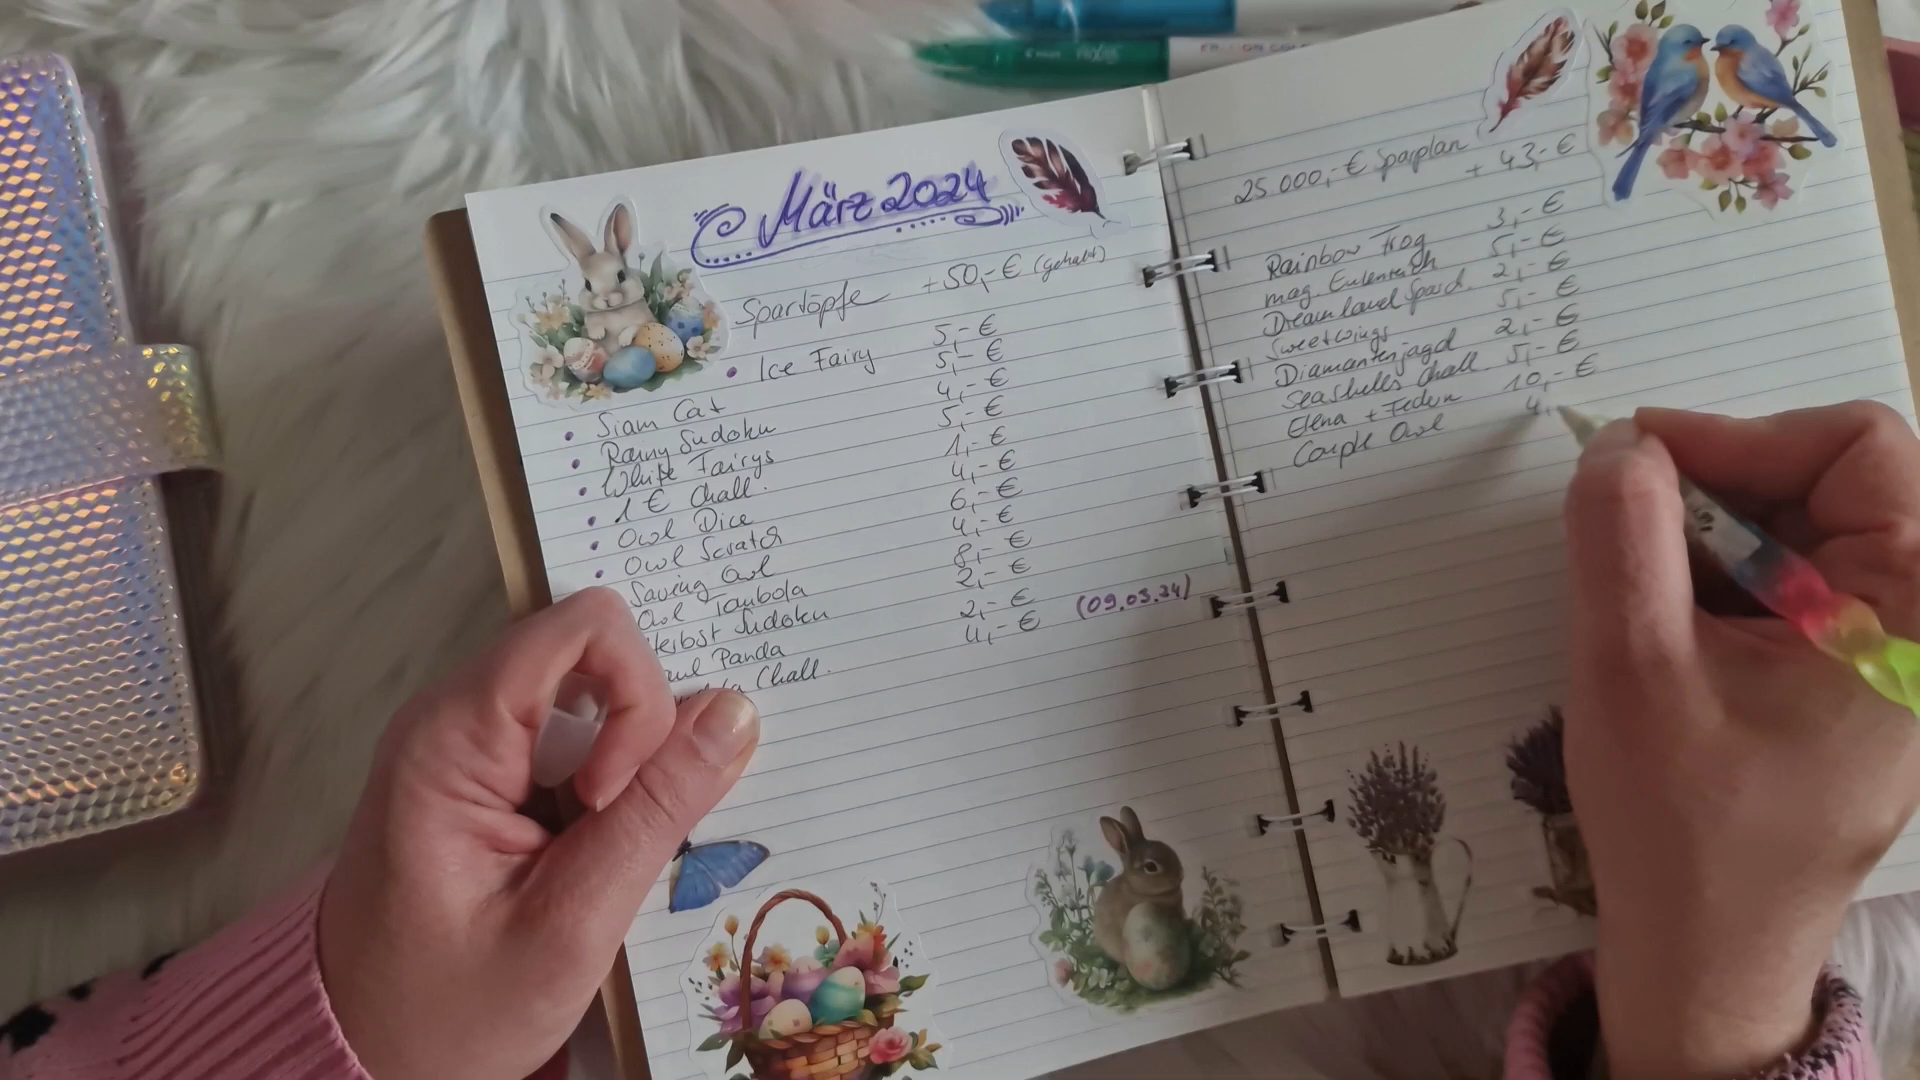 März 2024
Spartöpfe +50,-€ (Gehalt)
• Ice Fairy 5,-€
• Siam Cat 5,-€
• Rainy Sudoku 4,-€
• White Fairys 5,-€
• 1 € Chall. 1,-€
• Owl Dice 4,-€
• Owl Scratch 6,-€
Saving Owl 4,-€
Owl Tombola 8,-€
Herbst Sudoku 2,-€
Panda 2,-€
Chall. 4,-€ (09.03.24)
25 000,-€ Sparplan
+ 43,-€
Rainbow Frog 3,-€
mag. Eulenreich 5,-€
Dreamland Sparch. 2,-€
Sweetwings 5,-€
Diamantenjagd 2,-€
Seashells Chall. 5,-€
Elena + Federn 10,-€
Couple Owl 4,